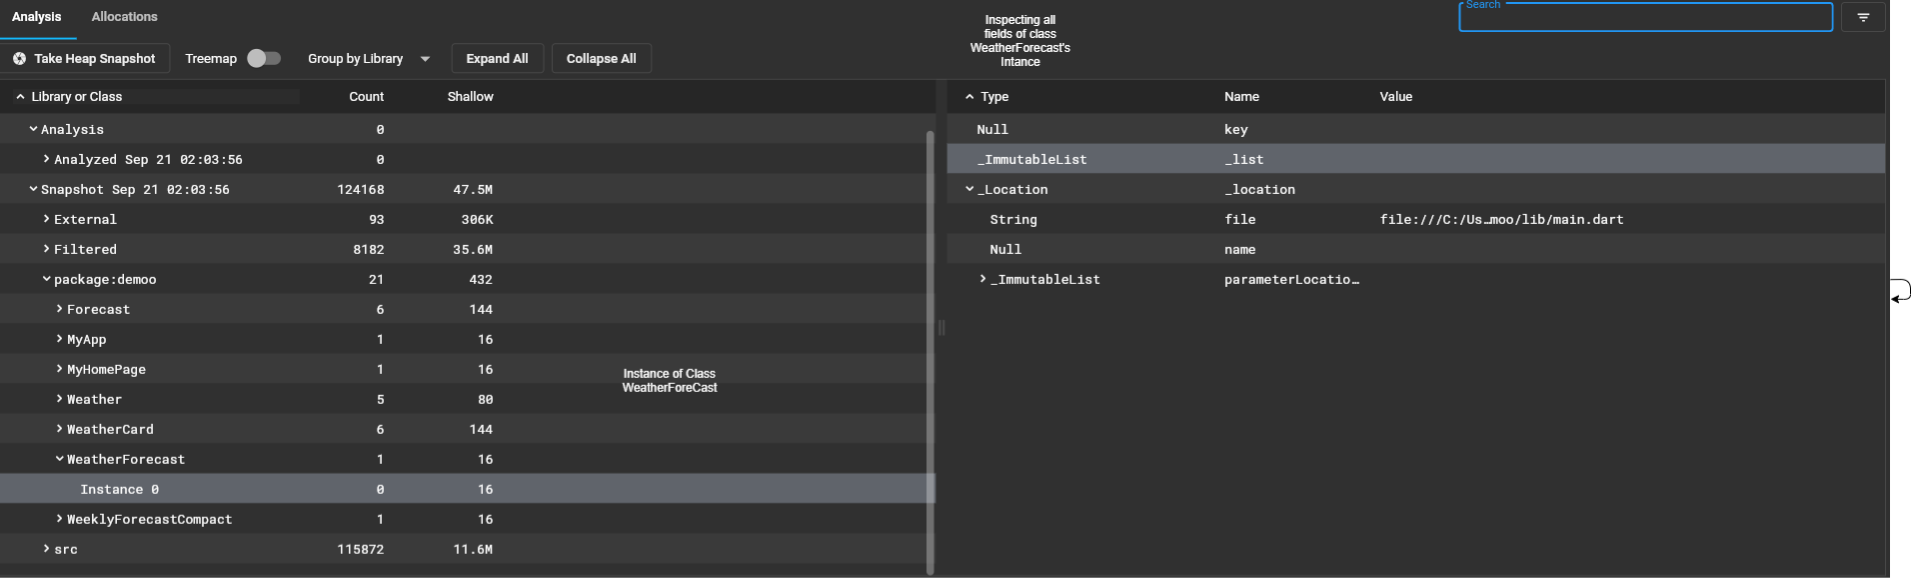 Analysis Allocations
Inspecting all
fields of class
WeatherForecast's
Intance
Search
Take Heap Snapshot Treemap Group by Library Expand All Collapse All
Library or Class Count Shallow
Analysis 0
Analyzed Sep 21 02:03:56 0
Snapshot Sep 21 02:03:56 124168 47.5M
External 93 306K
Filtered 8182 35.6M
package:demoo 21 432
Forecast 6 144
MyApp 1 16
MyHomePage 1 16
Weather 5 80
WeatherCard 6 144
WeatherForecast 1 16
Instance 0 0 16
WeeklyForecastCompact 1 16
src 115872 11.6M
Instance of Class
WeatherForeCast
Type Name Value
Null key
_ImmutableList _list
_Location _location
String file file:///C:/Us…moo/lib/main.dart
Null name
_ImmutableList parameterLocatio…